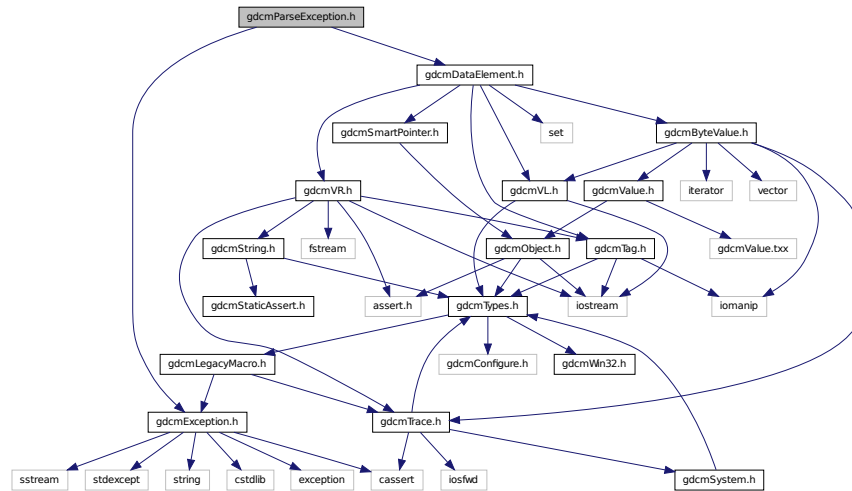 gdcmParseException.h
gdcmDataElement.h
gdcmSmartPointer.h
set
gdcmByteValue.h
gdcmVR.h
gdcmVL.h
gdcmValue.h
iterator
vector
gdcmString.h
fstream
gdcmObject.h
gdcmTag.h
gdcmValue.txx
gdcmStaticAssert.h
assert.h
gdcmTypes.h
iostream
iomanip
gdcmLegacyMacro.h
gdcmConfigure.h
gdcmWin32.h
gdcmException.h
gdcmTrace.h
sstream
stdexcept
string
cstdlib
exception
cassert
iosfwd
gdcmSystem.h